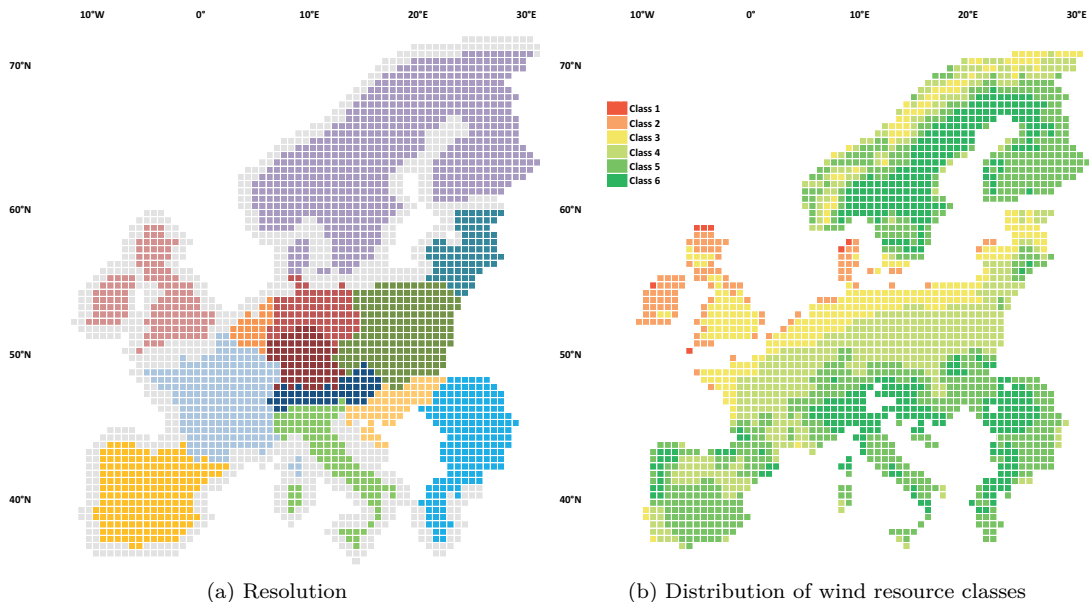 10°W 0° 10°E 20°E 30°E
70°N
60°N
50°N
40°N
(a) Resolution
10°W 0° 10°E 20°E 30°E
70°N
Class 1
Class 2
Class 3
Class 4
Class 5
Class 6
60°N
50°N
40°N
(b) Distribution of wind resource classes